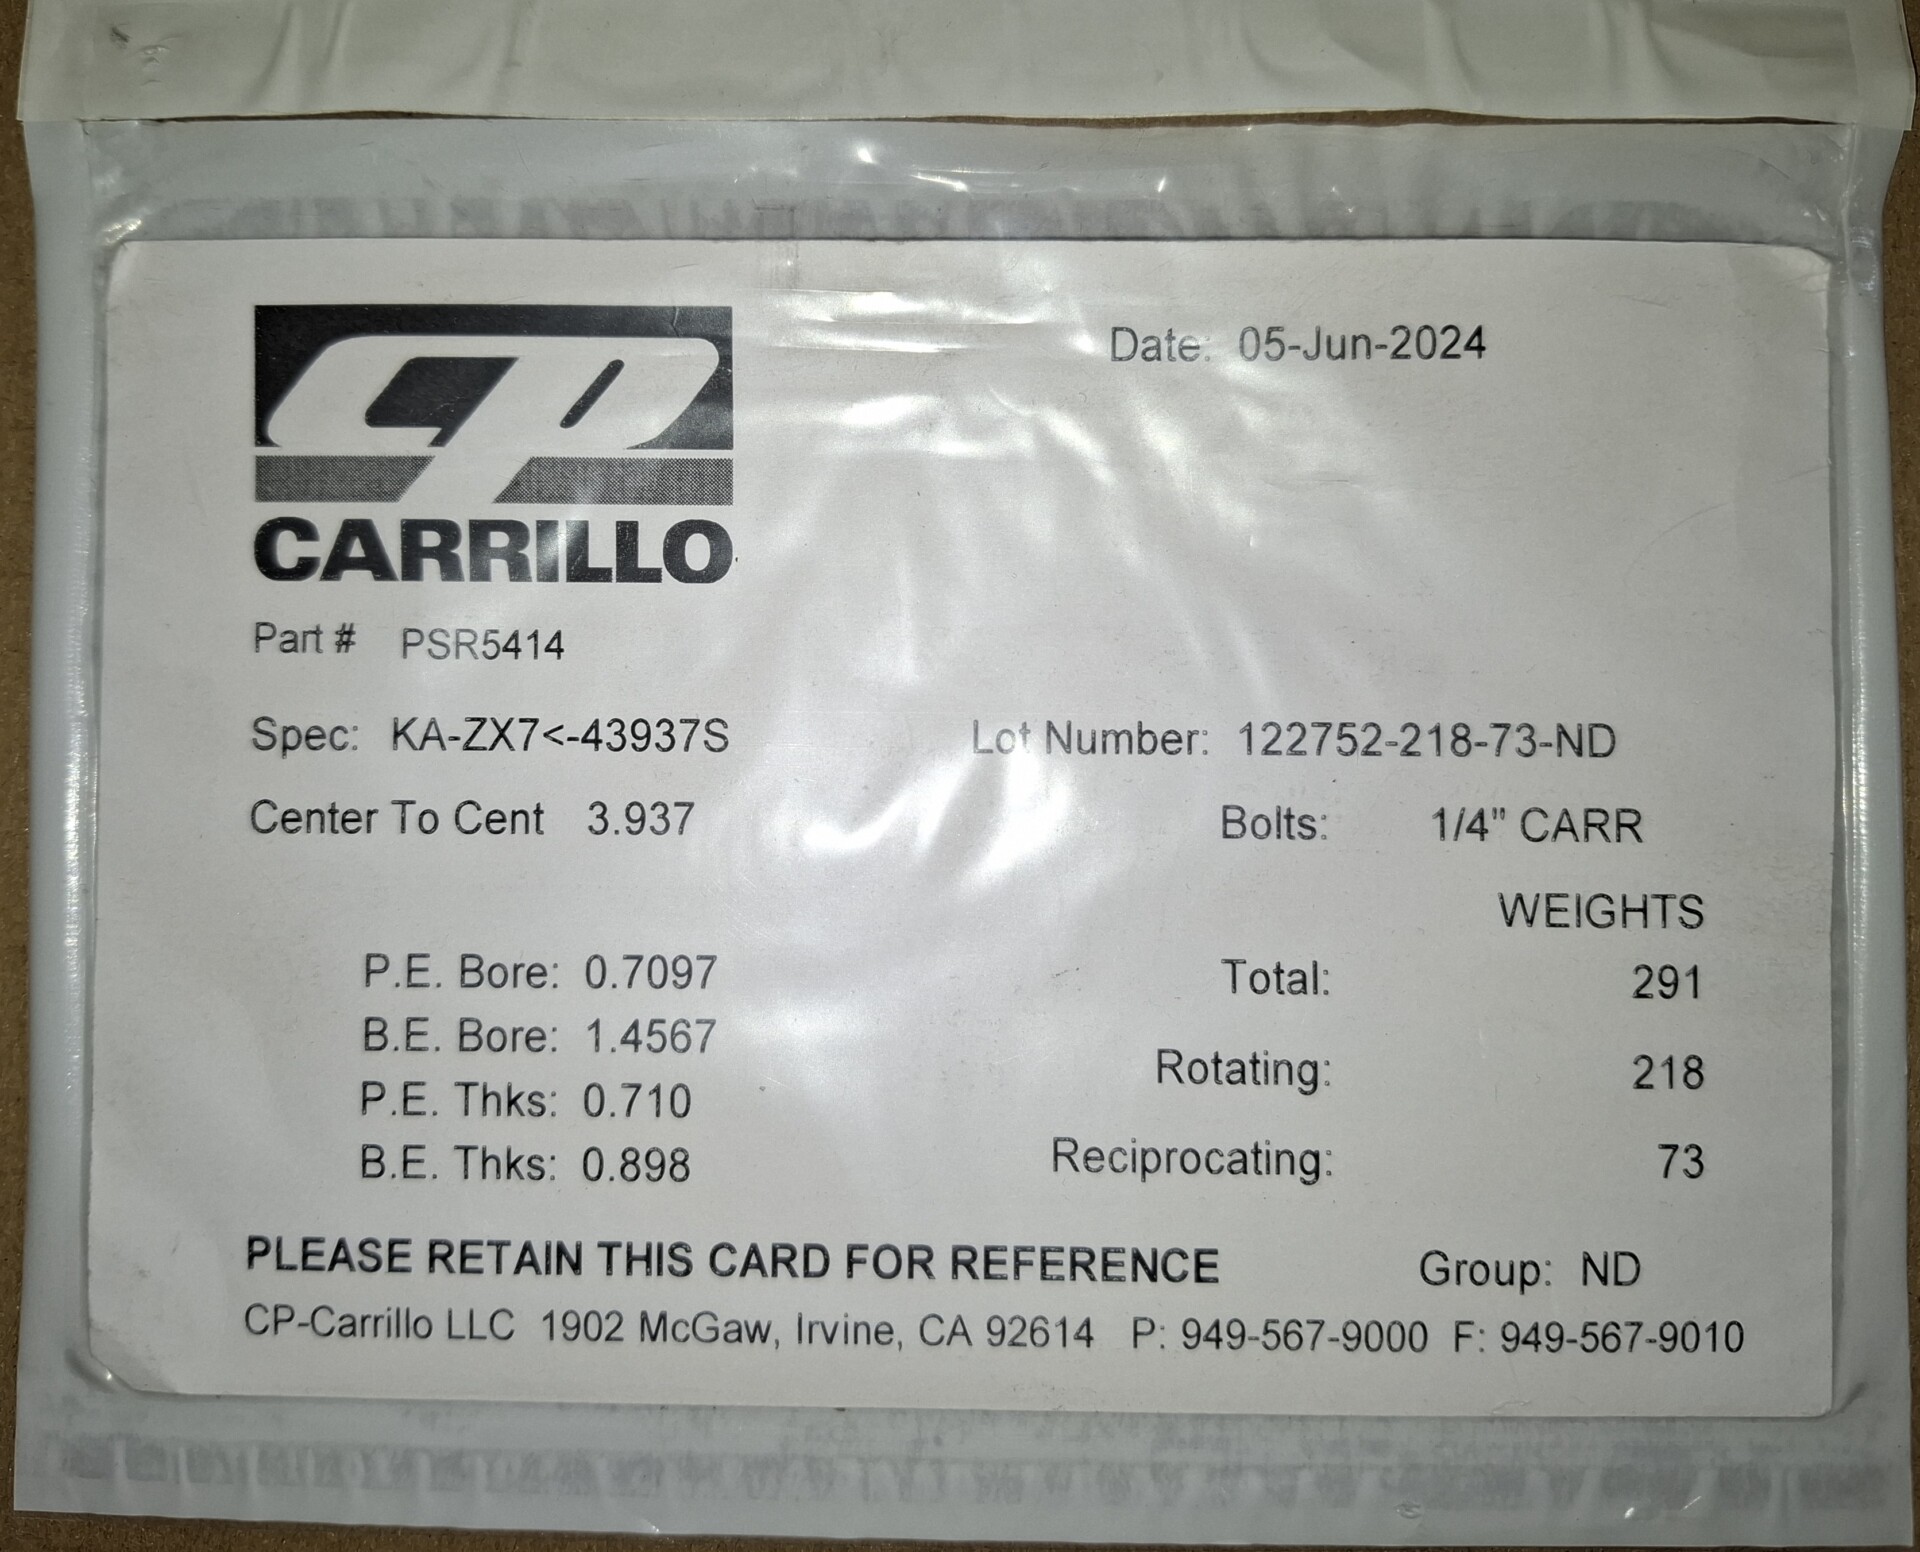 CP
CARRILLO
Date: 05-Jun-2024
Part # PSR5414
Spec: KA-ZX7<-43937S
Lot Number: 122752-218-73-ND
Center To Cent 3.937
Bolts: 1/4" CARR
WEIGHTS
P.E. Bore: 0.7097
Total: 291
B.E. Bore: 1.4567
Rotating: 218
P.E. Thks: 0.710
B.E. Thks: 0.898
Reciprocating: 73
PLEASE RETAIN THIS CARD FOR REFERENCE
Group: ND
CP-Carrillo LLC 1902 McGaw, Irvine, CA 92614 P: 949-567-9000 F: 949-567-9010